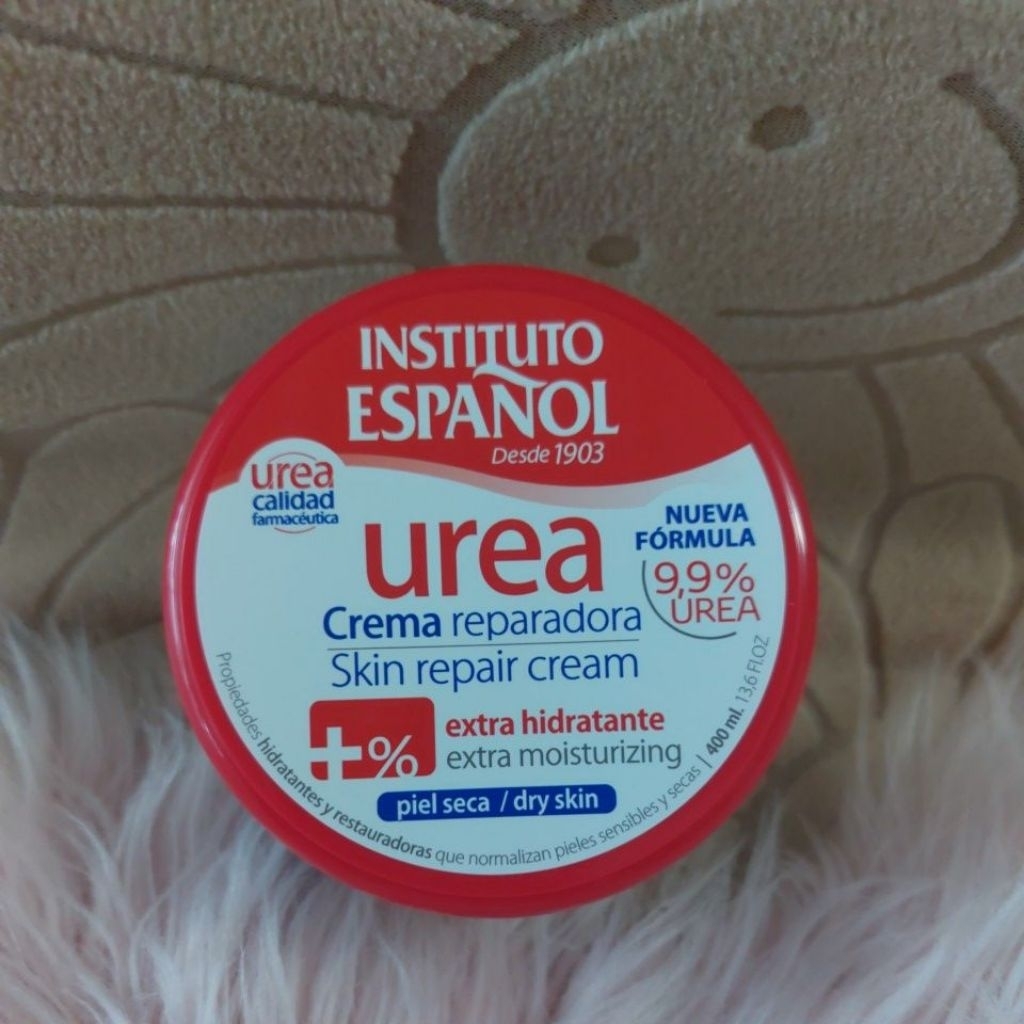 INSTITUTO
ESPAÑOL
Desde 1903
urea
calidad
farmacéutica
urea
NUEVA
FÓRMULA
9,9%
UREA
Crema reparadora
Skin repair cream
+%
extra hidratante
extra moisturizing
piel seca / dry skin
Propiedades hidratantes y restauradoras que normalizan pieles sensibles y secas | 400 ml. 13,6 Fl.OZ